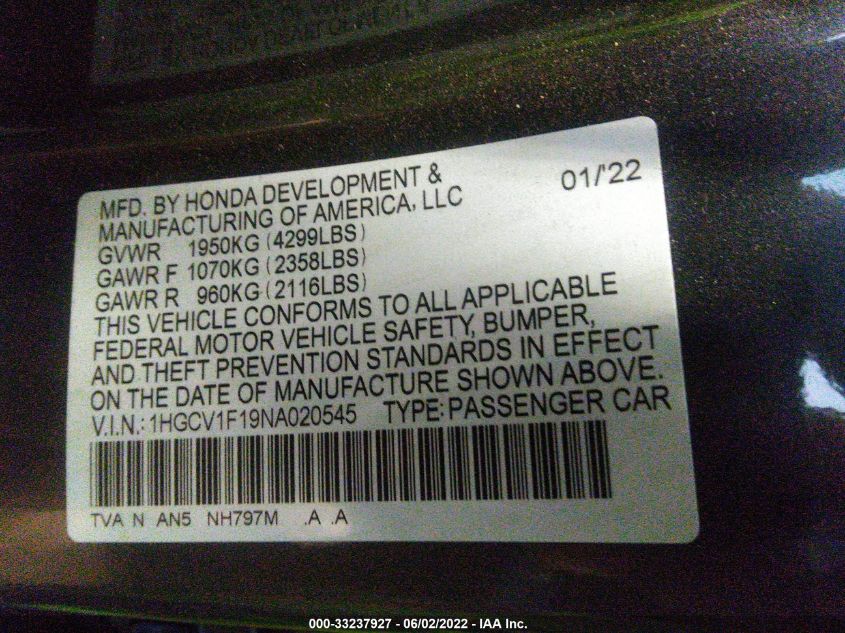 MFD. BY HONDA DEVELOPMENT & 01/'22
MANUFACTURING OF AMERICA, LLC
GVWR 1950KG (4299LBS)
GAWR F 1070KG (2358LBS)
GAWR R 960KG (2116LBS)
THIS VEHICLE CONFORMS TO ALL APPLICABLE
FEDERAL MOTOR VEHICLE SAFETY, BUMPER,
AND THEFT PREVENTION STANDARDS IN EFFECT
ON THE DATE OF MANUFACTURE SHOWN ABOVE.
V.I.N.: 1HGCV1F19NA020545 TYPE: PASSENGER CAR
TVA N AN5 NH797M .A .A
000-33237927 - 06/02/2022 - IAA Inc.